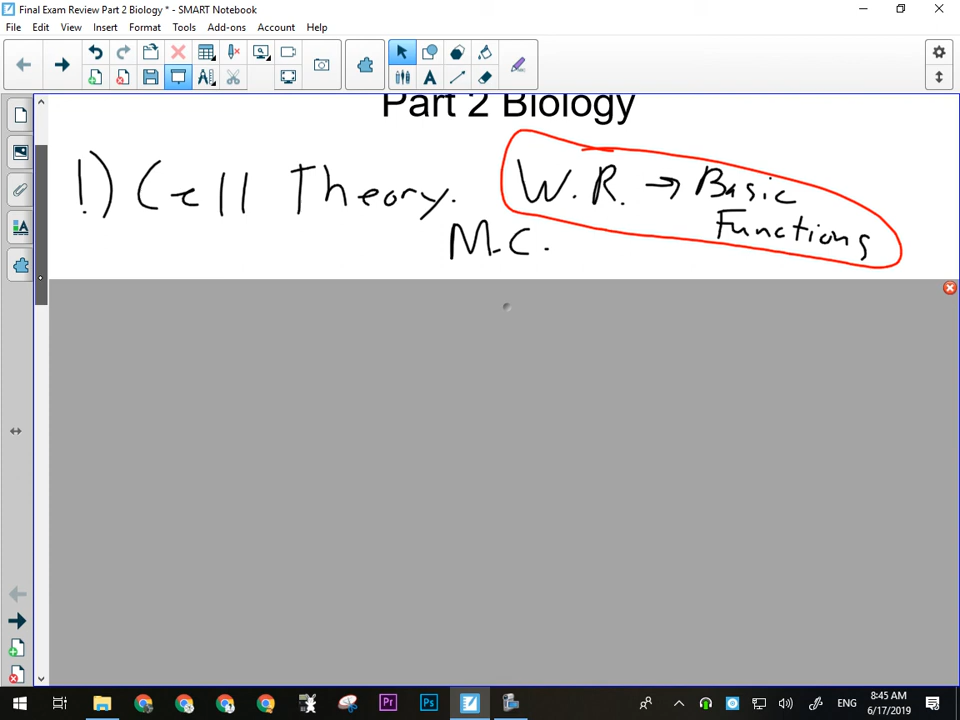 Final Exam Review Part 2 Biology * - SMART Notebook
File Edit View Insert Format Tools Add-ons Account Help
Part 2 Biology
1.) Cell Theory. W.R. → Basic
Functions
M.C.
8:45 AM
ENG
6/17/2019